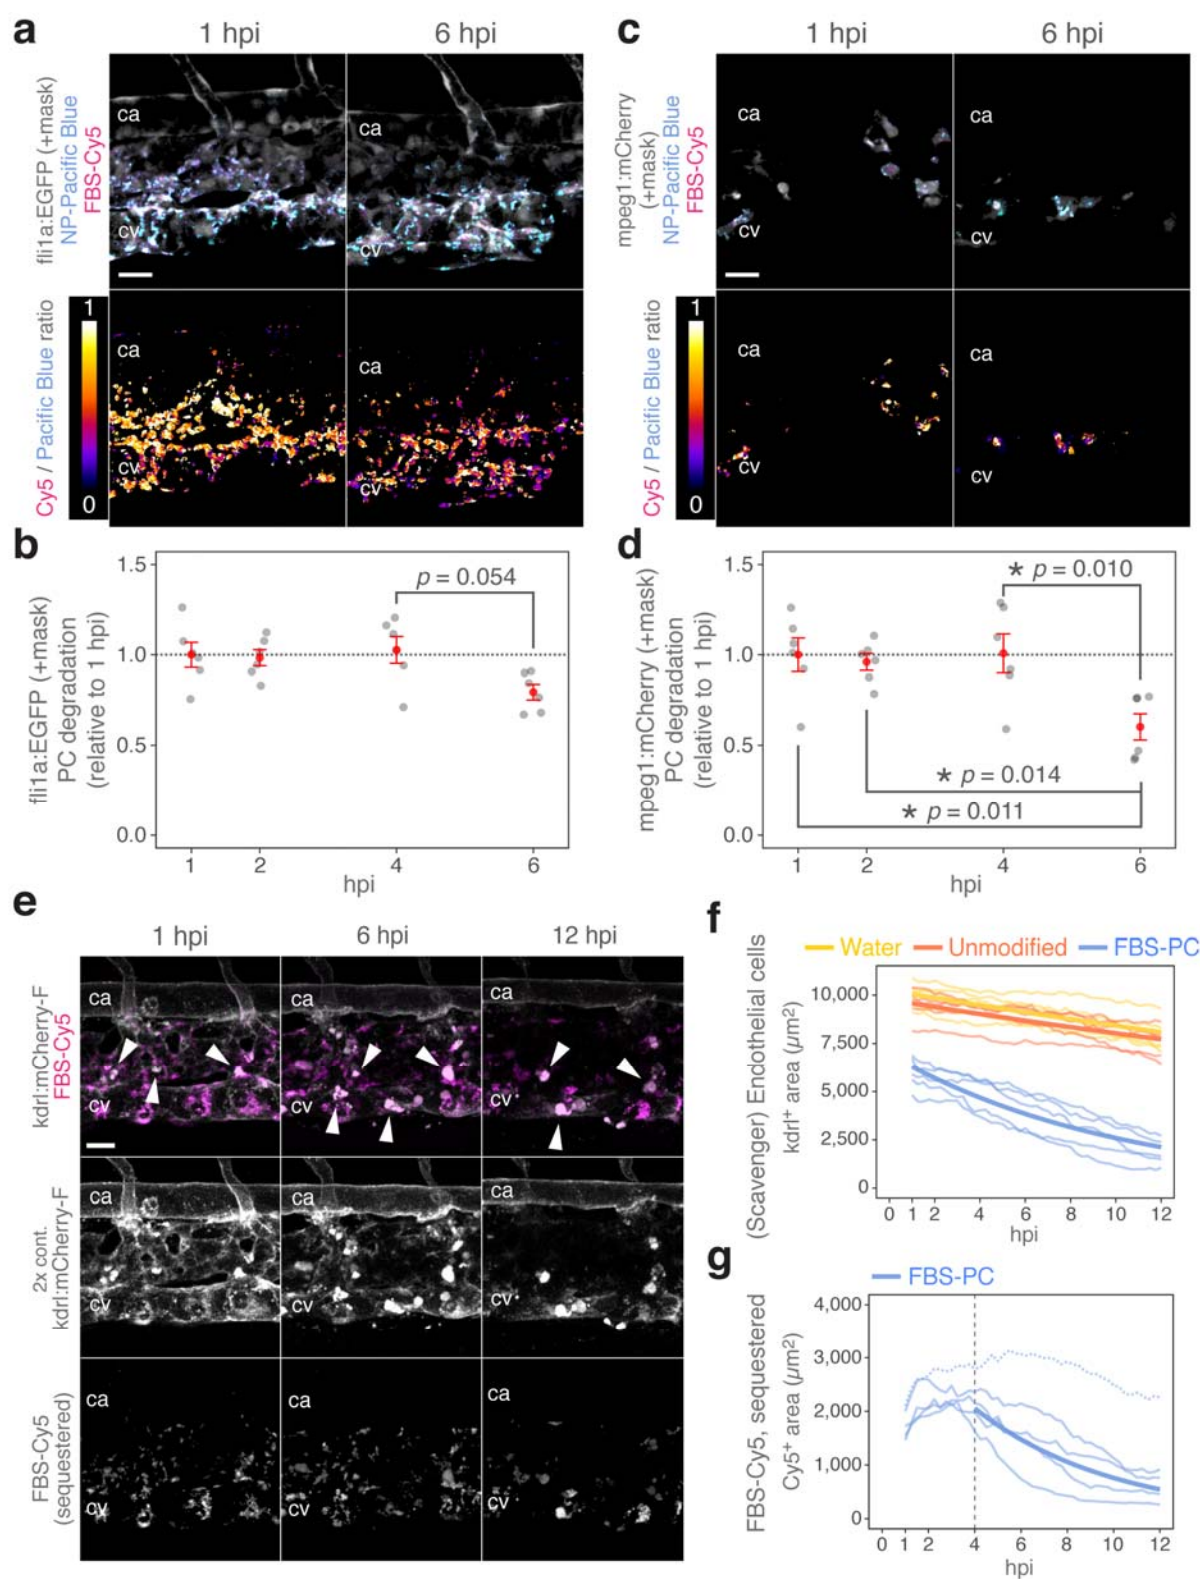 a
1 hpi
6 hpi
fli1a:EGFP (+mask)
NP-Pacific Blue
FBS-Cy5
ca
cv
ca
cv
Cy5 / Pacific Blue ratio
1
0
ca
cv
ca
cv
c
1 hpi
6 hpi
mpeg1:mCherry
(+mask)
NP-Pacific Blue
FBS-Cy5
ca
cv
ca
cv
Cy5 / Pacific Blue ratio
1
0
ca
cv
ca
cv
b
fli1a:EGFP (+mask)
PC degradation
(relative to 1 hpi)
1.5
1.0
0.5
0.0
p = 0.054
1 2 4 6
hpi
d
mpeg1:mCherry (+mask)
PC degradation
(relative to 1 hpi)
1.5
1.0
0.5
0.0
* p = 0.010
* p = 0.014
* p = 0.011
1 2 4 6
hpi
e
1 hpi
6 hpi
12 hpi
kdrl:mCherry-F
FBS-Cy5
ca
cv
ca
cv
ca
cv
2x cont.
kdrl:mCherry-F
ca
cv
ca
cv
ca
cv
FBS-Cy5
(sequestered)
ca
cv
ca
cv
ca
cv
f
Water Unmodified FBS-PC
(Scavenger) Endothelial cells
kdrl+ area (µm2)
10,000
7,500
5,000
2,500
0
0 1 2 4 6 8 10 12
hpi
g
FBS-PC
FBS-Cy5, sequestered
Cy5+ area (µm2)
4,000
3,000
2,000
1,000
0
0 1 2 4 6 8 10 12
hpi